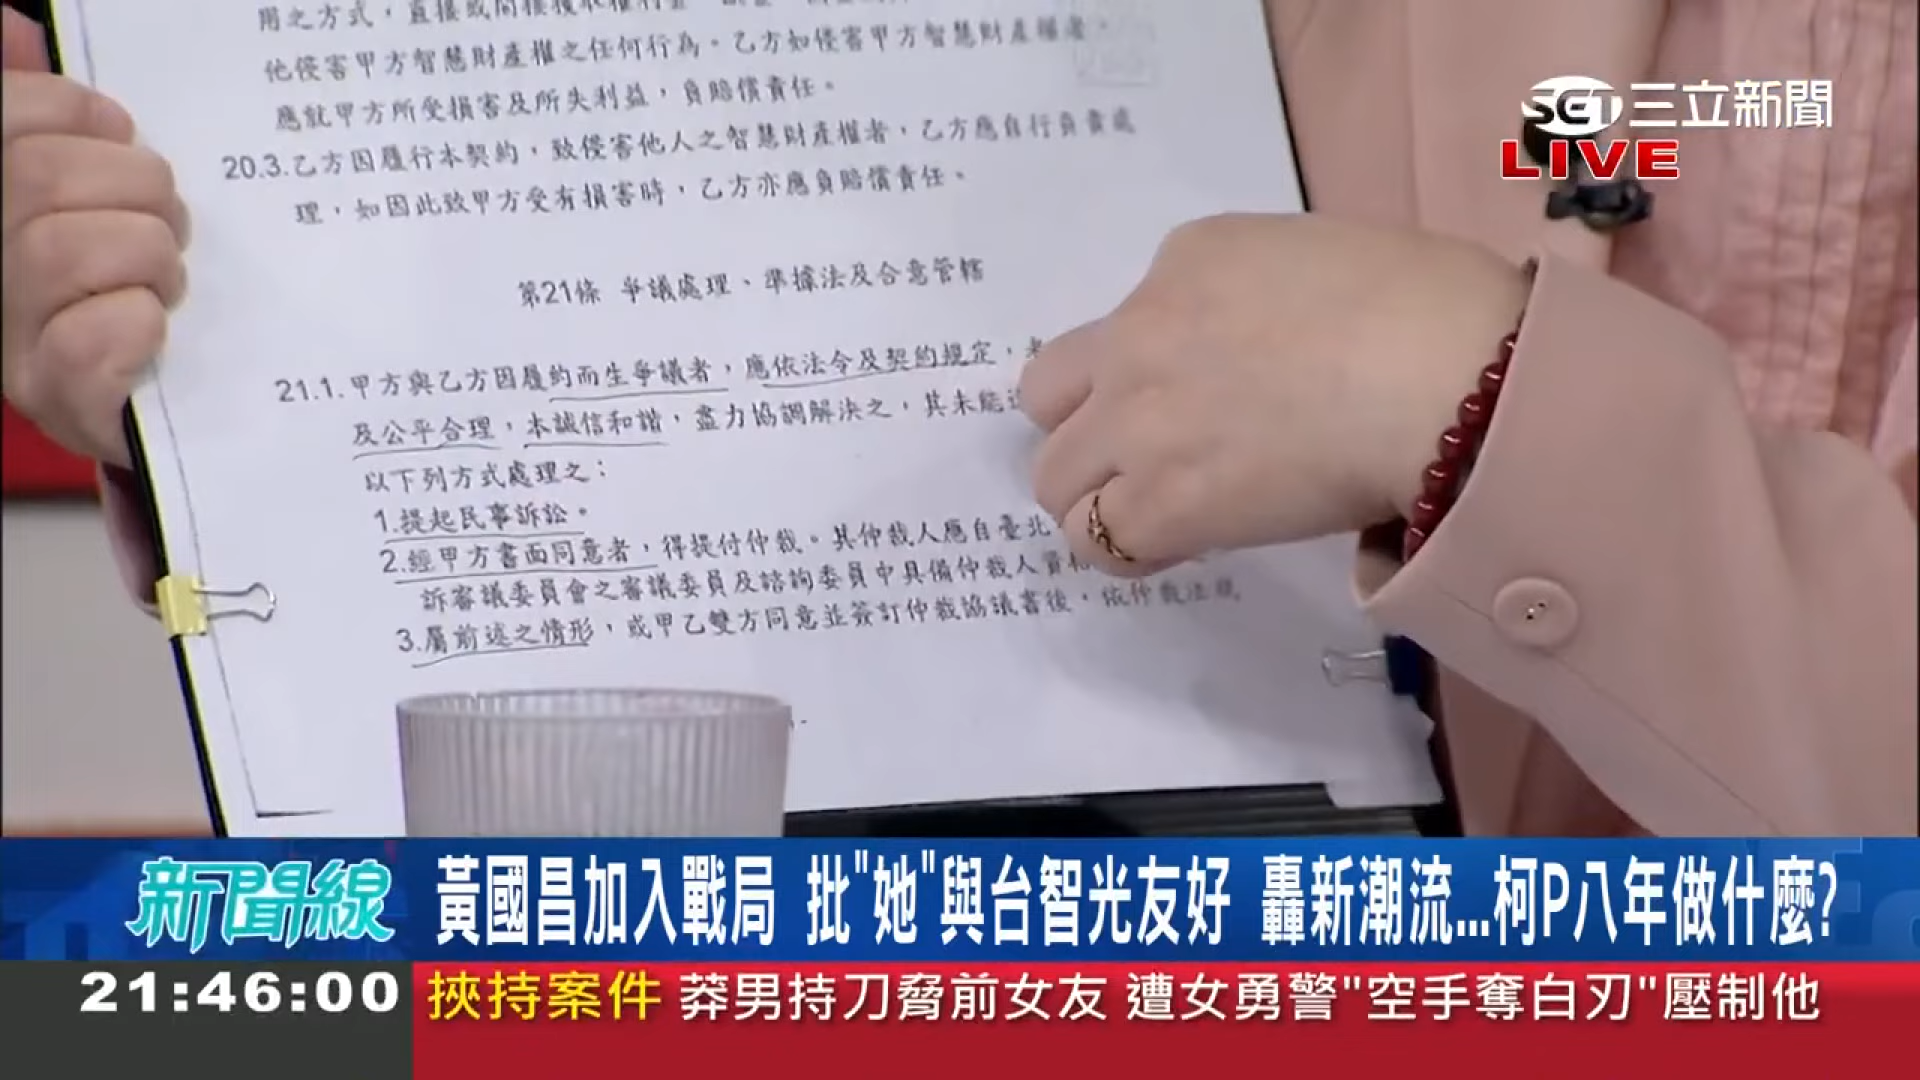 用之方式，直接或間接獲取權利金
他侵害甲方智慧財產權之任何行為。乙方如侵害甲方智慧財產權者，
應就甲方所受損害及所失利益，負賠償責任。
20.3.乙方因履行本契約，致侵害他人之智慧財產權者，乙方應自行負責處
理，如因此致甲方受有損害時，乙方亦應負賠償責任。
第21條 爭議處理、準據法及合意管轄
21.1.甲方與乙方因履約而生爭議者，應依法令及契約規定，考
及公平合理，本誠信和諧，盡力協調解決之，其未能達
以下列方式處理之：
1.提起民事訴訟。
2.經甲方書面同意者，得提付仲裁。其仲裁人應自臺北
訴審議委員會之審議委員及諮詢委員中具備仲裁人資格
3.屬前述之情形，或甲乙雙方同意並簽訂仲裁協議書後，依仲裁法規
SET三立新聞
LIVE
新聞線
黃國昌加入戰局 批"她"與台智光友好 轟新潮流...柯P八年做什麼?
21:46:00
挾持案件 莽男持刀脅前女友 遭女勇警"空手奪白刃"壓制他